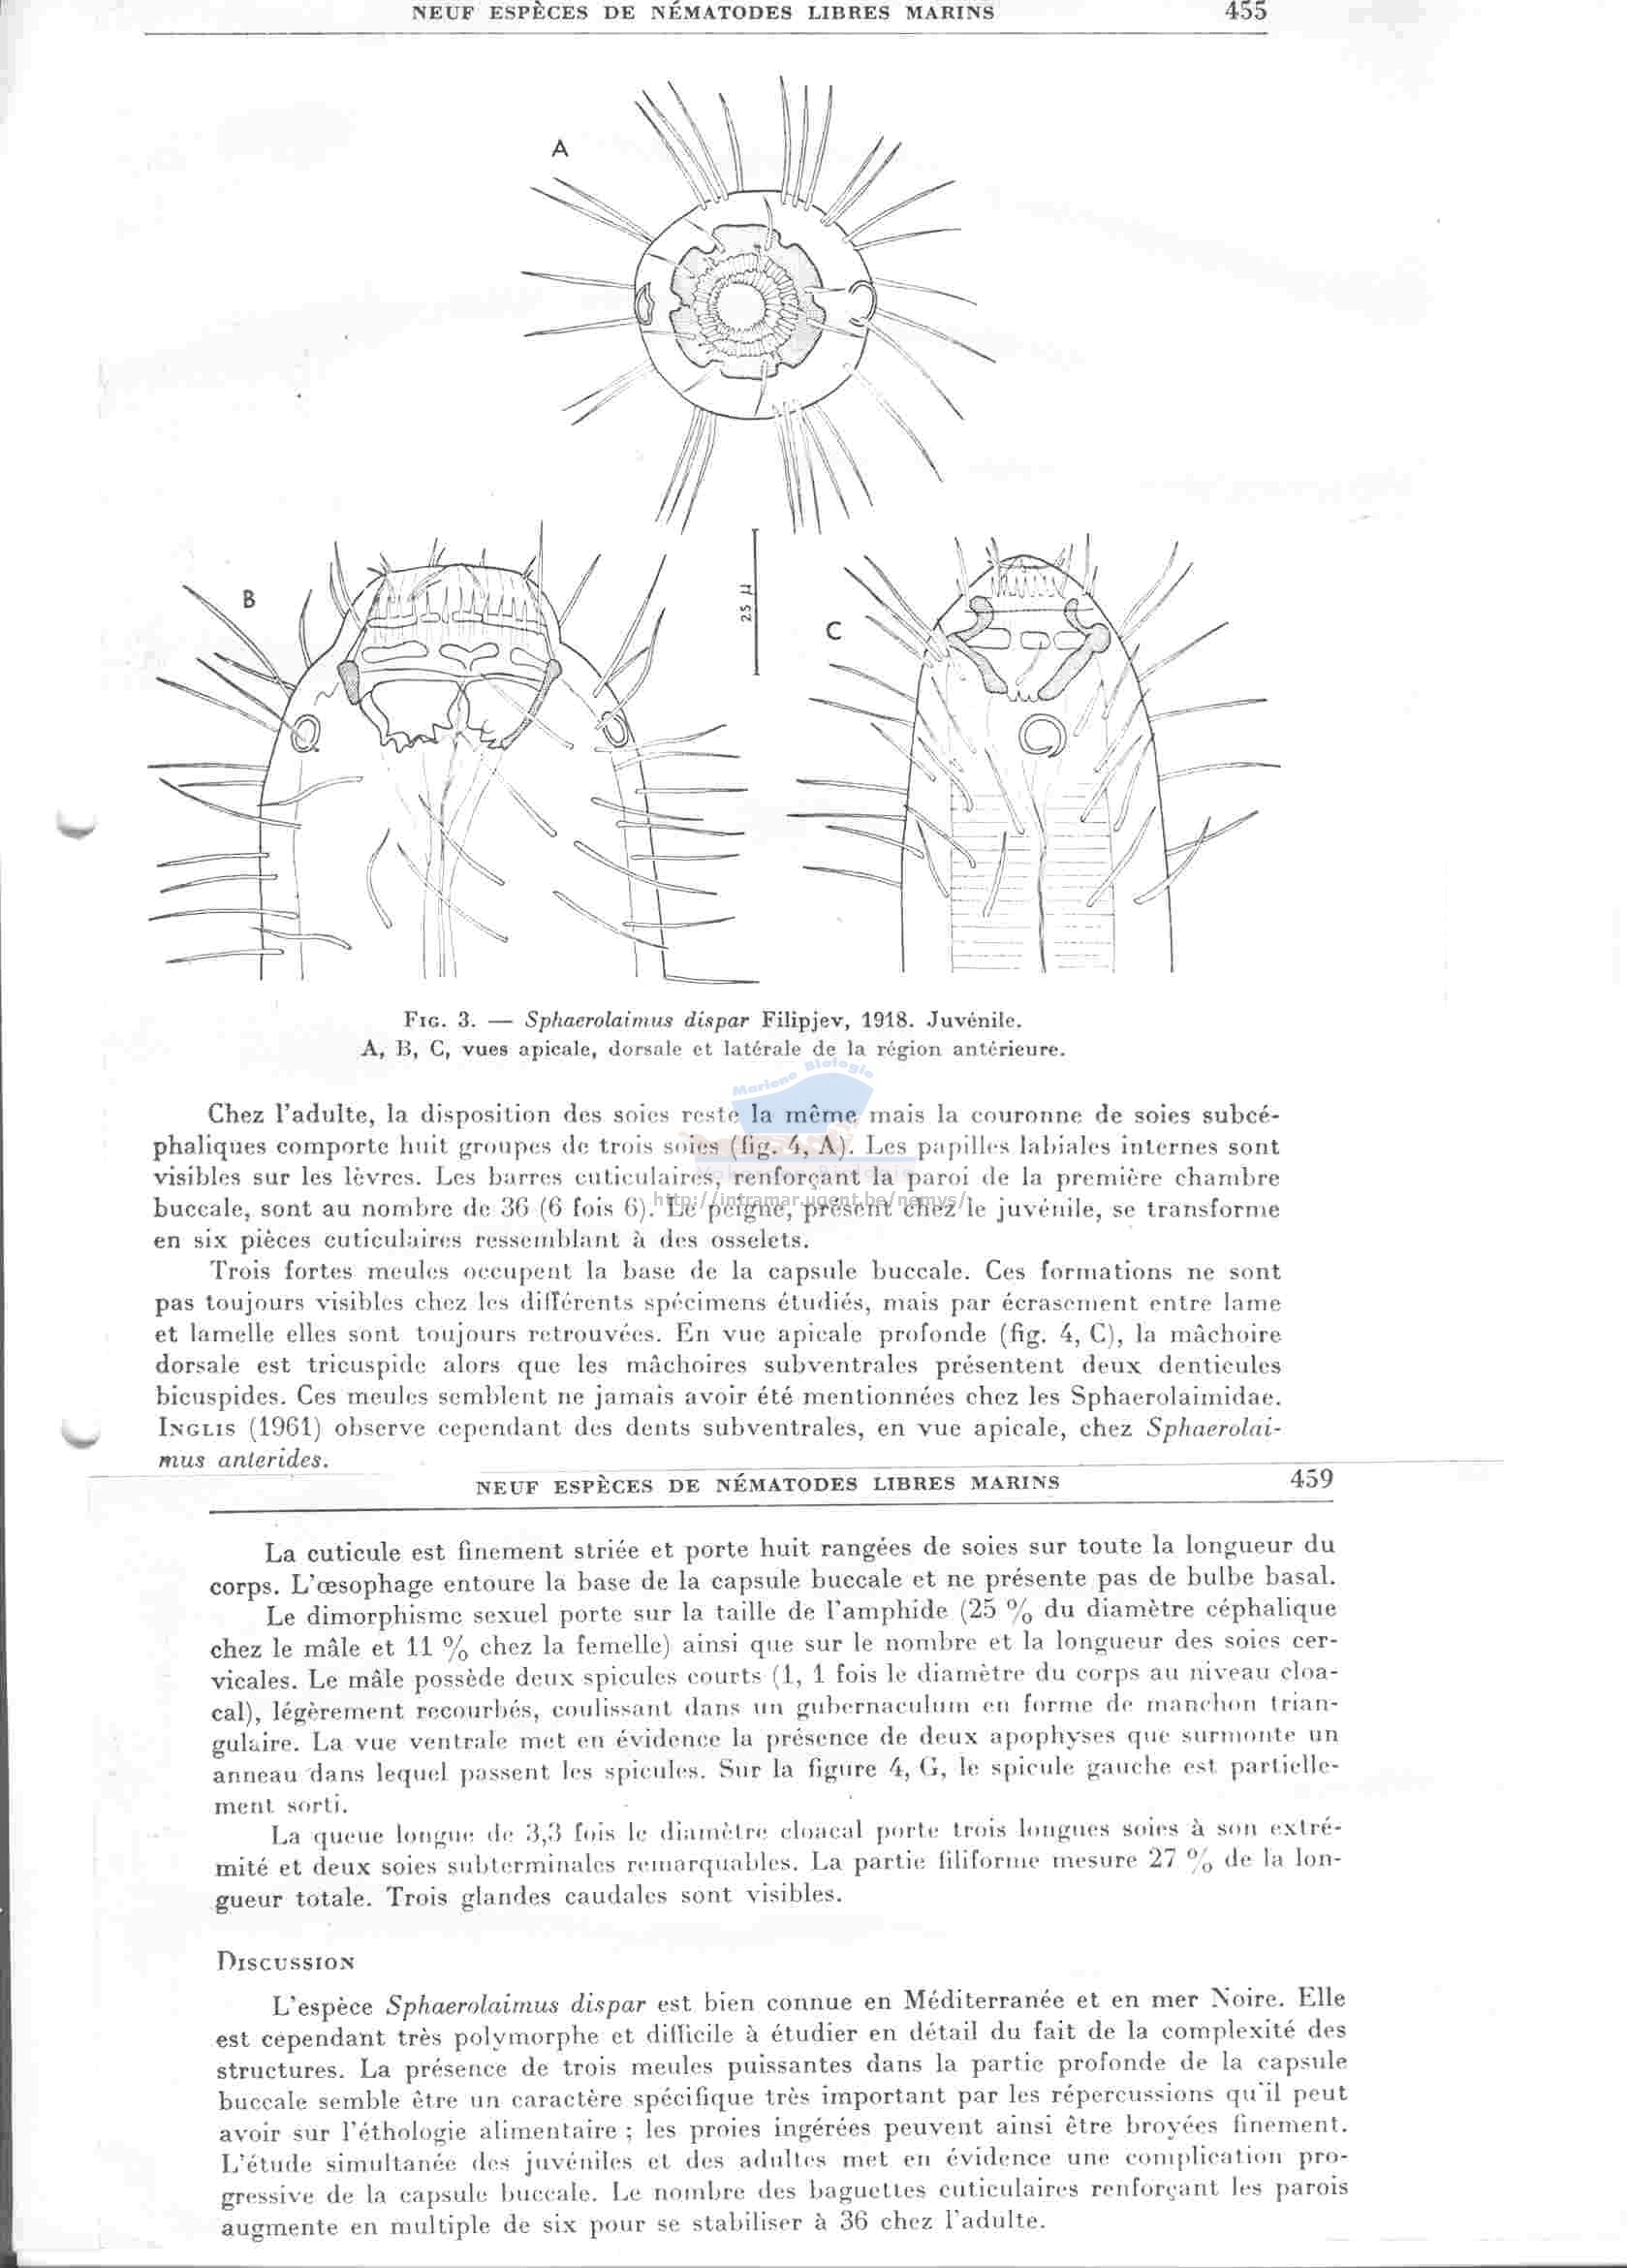 NEUF ESPÈCES DE NÉMATODES LIBRES MARINS 455
A
B
25 µ
C
FIG. 3. — Sphaerolaimus dispar Filipjev, 1918. Juvénile.
A, B, C, vues apicale, dorsale et latérale de la région antérieure.
Chez l'adulte, la disposition des soies reste la même mais la couronne de soies subcé-
phaliques comporte huit groupes de trois soies (fig. 4, A). Les papilles labiales internes sont
visibles sur les lèvres. Les barres cuticulaires, renforçant la paroi de la première chambre
buccale, sont au nombre de 36 (6 fois 6). Le peigne, présent chez le juvénile, se transforme
en six pièces cuticulaires ressemblant à des osselets.
Trois fortes meules occupent la base de la capsule buccale. Ces formations ne sont
pas toujours visibles chez les différents spécimens étudiés, mais par écrasement entre lame
et lamelle elles sont toujours retrouvées. En vue apicale profonde (fig. 4, C), la mâchoire
dorsale est tricuspide alors que les mâchoires subventrales présentent deux denticules
bicuspides. Ces meules semblent ne jamais avoir été mentionnées chez les Sphaerolaimidae.
INGLIS (1961) observe cependant des dents subventrales, en vue apicale, chez Sphaerolai-
mus anterides.
Mariene Biologie
http://intramar.ugent.be/nemys/
NEUF ESPÈCES DE NÉMATODES LIBRES MARINS 459
La cuticule est finement striée et porte huit rangées de soies sur toute la longueur du
corps. L'œsophage entoure la base de la capsule buccale et ne présente pas de bulbe basal.
Le dimorphisme sexuel porte sur la taille de l'amphide (25 % du diamètre céphalique
chez le mâle et 11 % chez la femelle) ainsi que sur le nombre et la longueur des soies cer-
vicales. Le mâle possède deux spicules courts (1, 1 fois le diamètre du corps au niveau cloa-
cal), légèrement recourbés, coulissant dans un gubernaculum en forme de manchon trian-
gulaire. La vue ventrale met en évidence la présence de deux apophyses que surmonte un
anneau dans lequel passent les spicules. Sur la figure 4, G, le spicule gauche est partielle-
ment sorti.
La queue longue de 3,3 fois le diamètre cloacal porte trois longues soies à son extré-
mité et deux soies subterminales remarquables. La partie filiforme mesure 27 % de la lon-
gueur totale. Trois glandes caudales sont visibles.
DISCUSSION
L'espèce Sphaerolaimus dispar est bien connue en Méditerranée et en mer Noire. Elle
est cependant très polymorphe et difficile à étudier en détail du fait de la complexité des
structures. La présence de trois meules puissantes dans la partie profonde de la capsule
buccale semble être un caractère spécifique très important par les répercussions qu'il peut
avoir sur l'éthologie alimentaire ; les proies ingérées peuvent ainsi être broyées finement.
L'étude simultanée des juvéniles et des adultes met en évidence une complication pro-
gressive de la capsule buccale. Le nombre des baguettes cuticulaires renforçant les parois
augmente en multiple de six pour se stabiliser à 36 chez l'adulte.